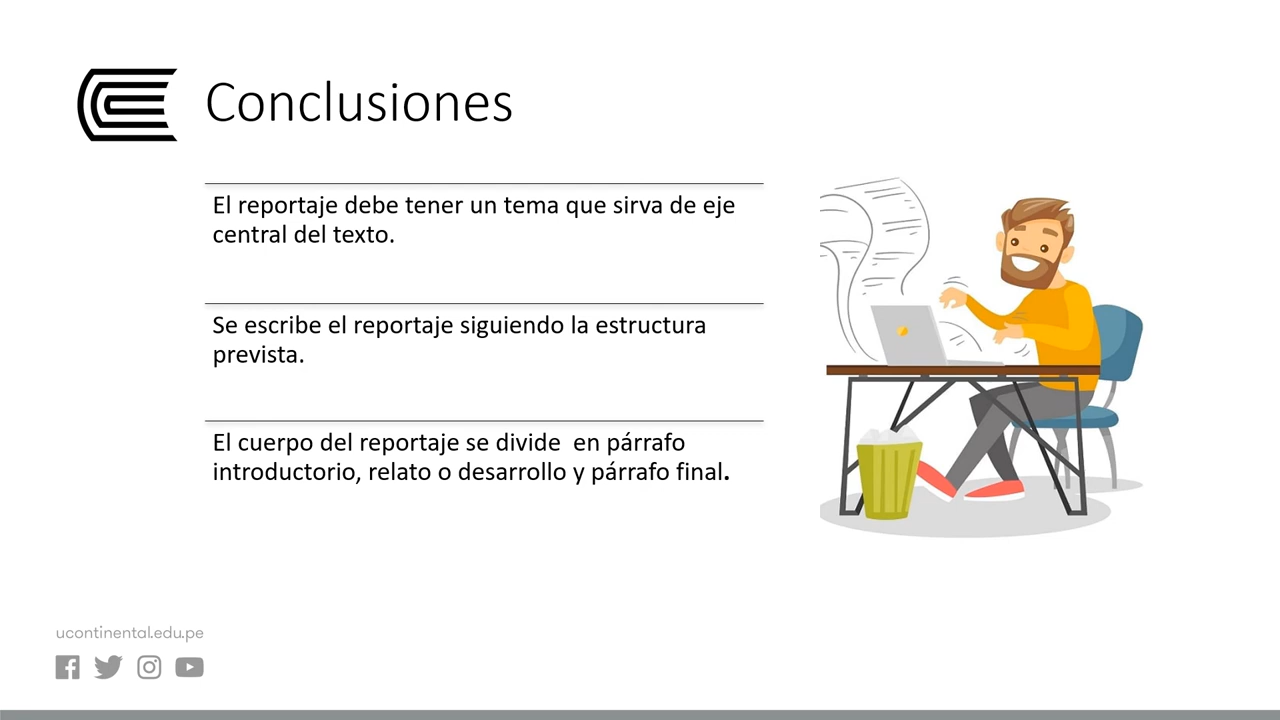 Conclusiones
El reportaje debe tener un tema que sirva de eje
central del texto.
Se escribe el reportaje siguiendo la estructura
prevista.
El cuerpo del reportaje se divide  en párrafo
introductorio, relato o desarrollo y párrafo final.
ucontinental.edu.pe